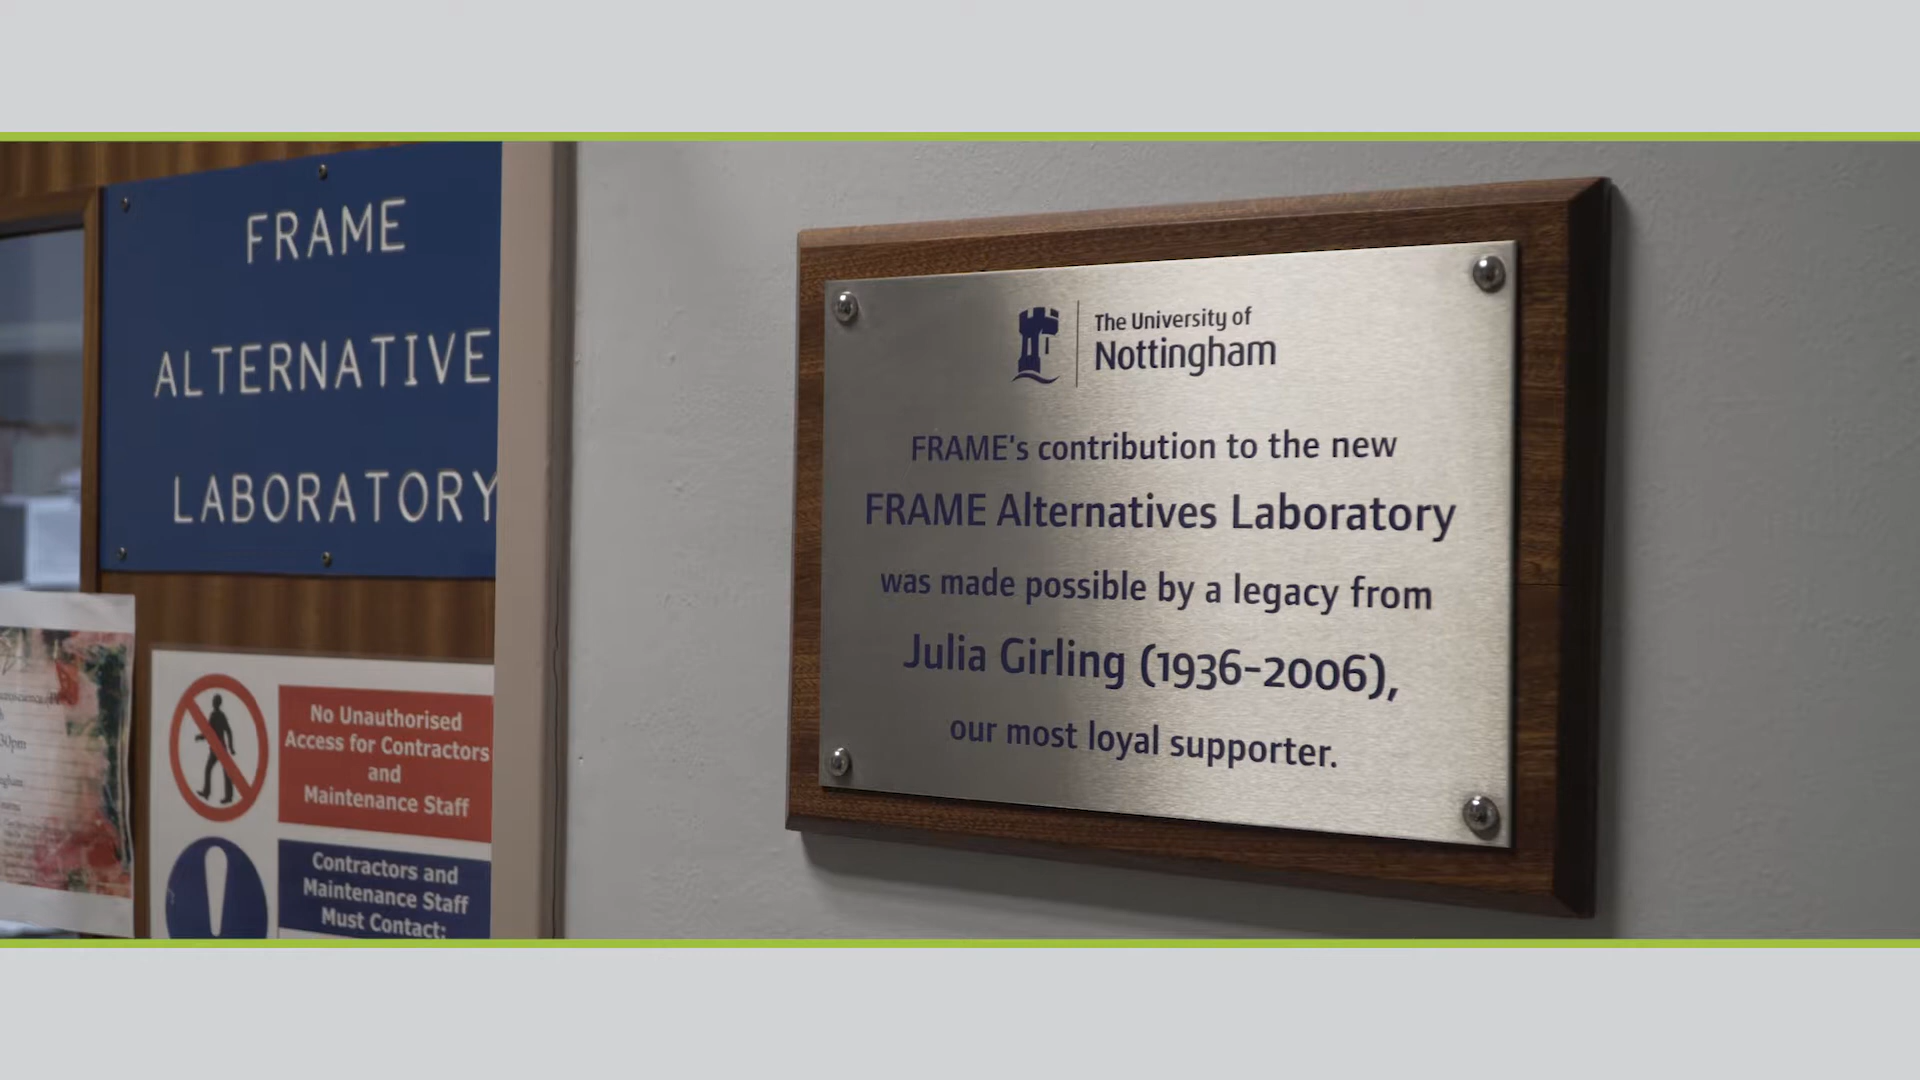 FRAME
ALTERNATIVE
LABORATORY
No Unauthorised
Access for Contractors
and
Maintenance Staff
Contractors and
Maintenance Staff
Must Contact:
The University of
Nottingham
FRAME's contribution to the new
FRAME Alternatives Laboratory
was made possible by a legacy from
Julia Girling (1936-2006),
our most loyal supporter.